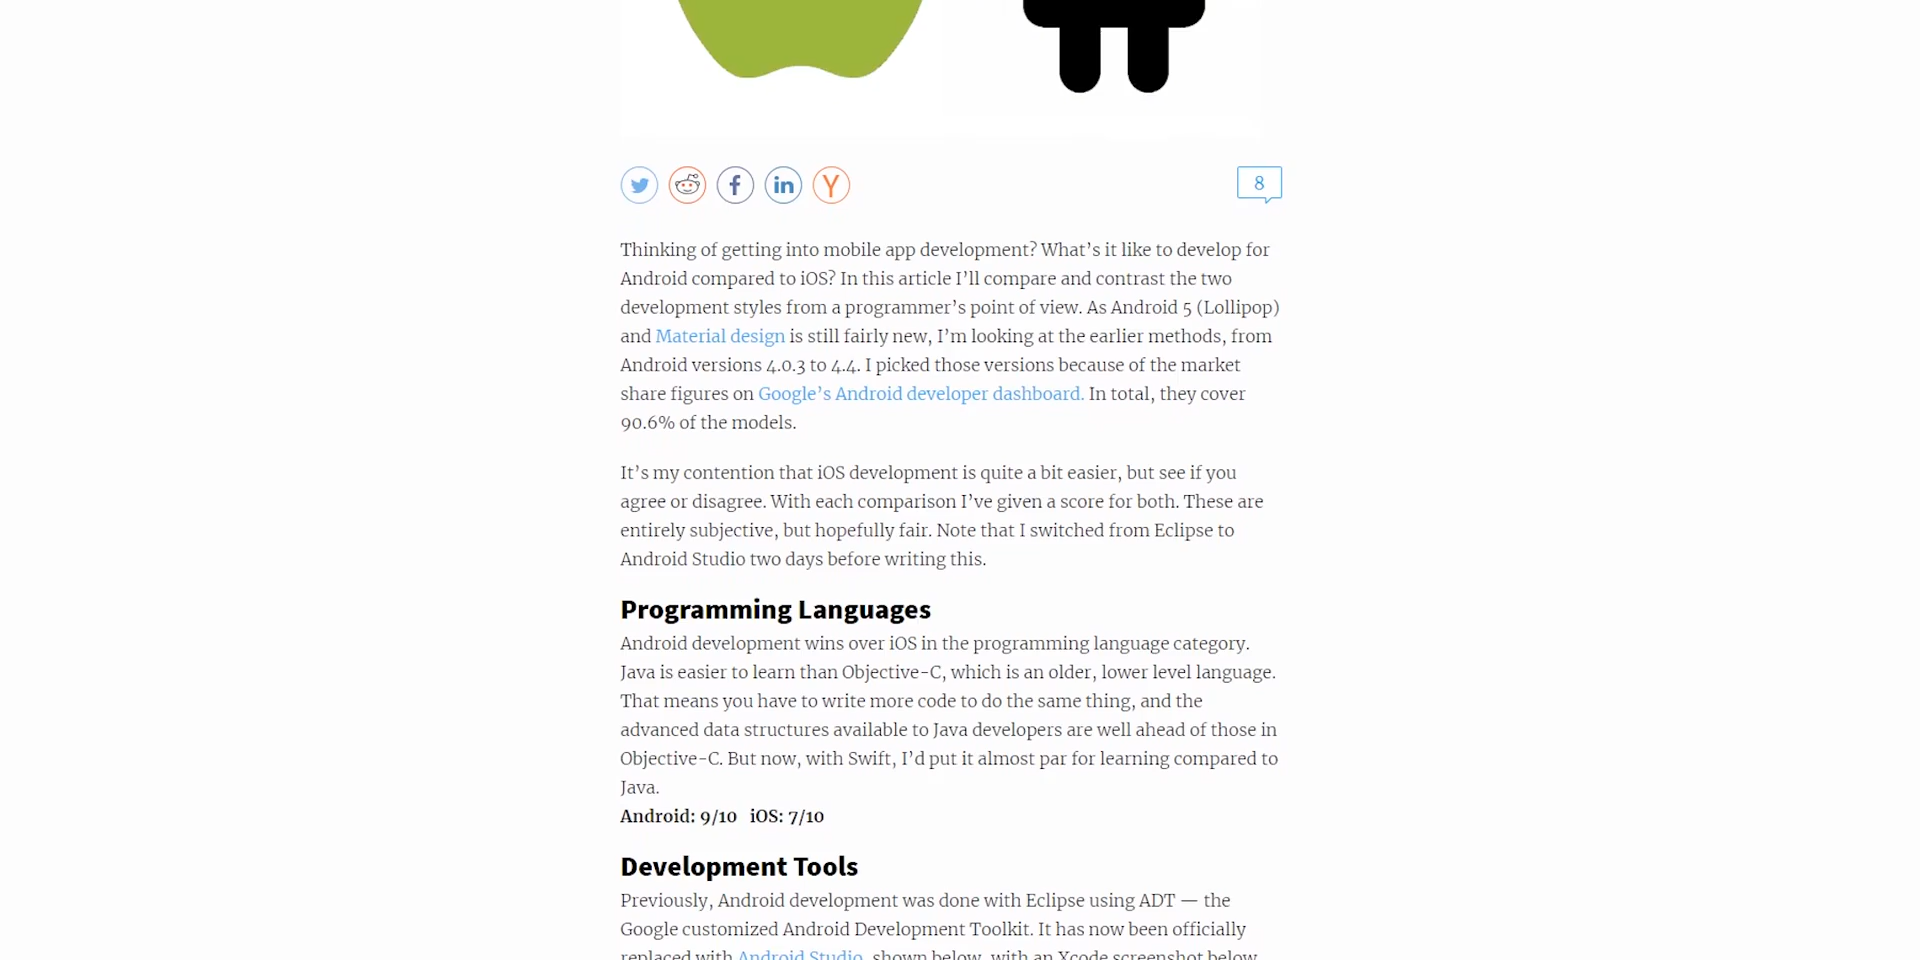 8
Thinking of getting into mobile app development? What’s it like to develop for
Android compared to iOS? In this article I’ll compare and contrast the two
development styles from a programmer’s point of view. As Android 5 (Lollipop)
and Material design is still fairly new, I’m looking at the earlier methods, from
Android versions 4.0.3 to 4.4. I picked those versions because of the market
share figures on Google’s Android developer dashboard. In total, they cover
90.6% of the models.
It’s my contention that iOS development is quite a bit easier, but see if you
agree or disagree. With each comparison I’ve given a score for both. These are
entirely subjective, but hopefully fair. Note that I switched from Eclipse to
Android Studio two days before writing this.
Programming Languages
Android development wins over iOS in the programming language category.
Java is easier to learn than Objective-C, which is an older, lower level language.
That means you have to write more code to do the same thing, and the
advanced data structures available to Java developers are well ahead of those in
Objective-C. But now, with Swift, I’d put it almost par for learning compared to
Java.
Android: 9/10 iOS: 7/10
Development Tools
Previously, Android development was done with Eclipse using ADT — the
Google customized Android Development Toolkit. It has now been officially
replaced with Android Studio, shown below, with an Xcode screenshot below